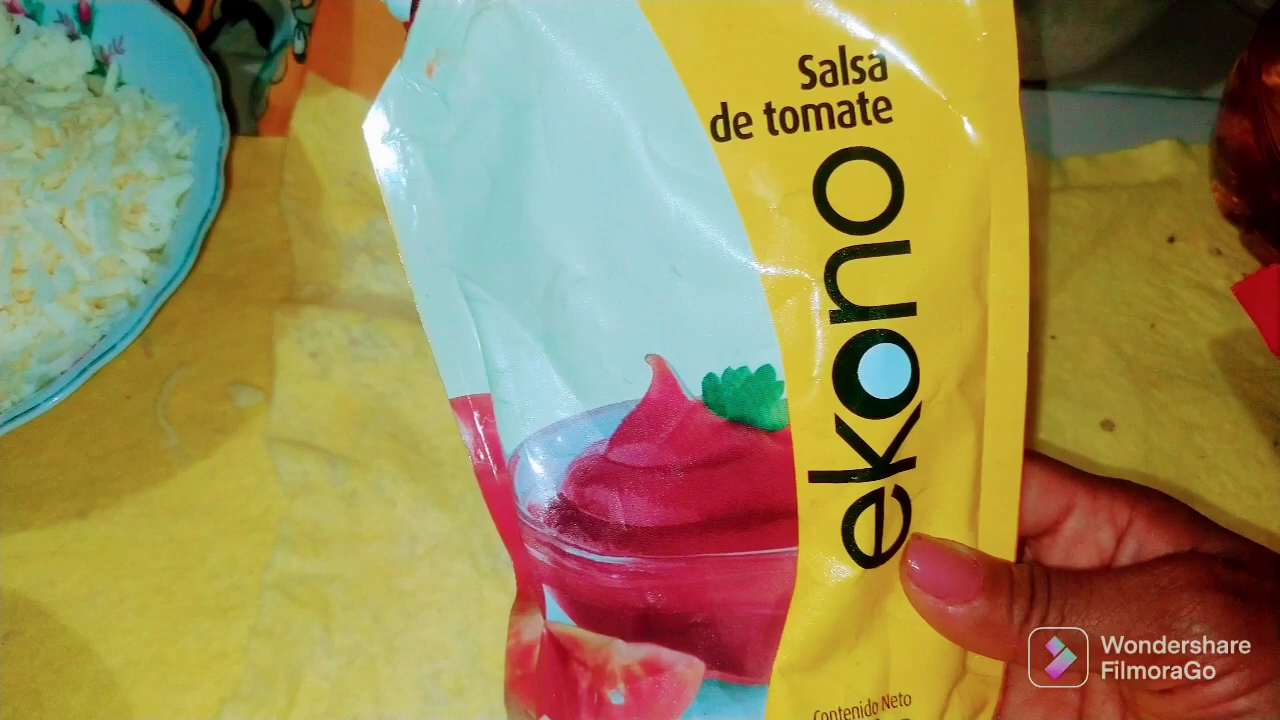 Salsa
de tomate
ekono
Contenido Neto
Wondershare
FilmoraGo